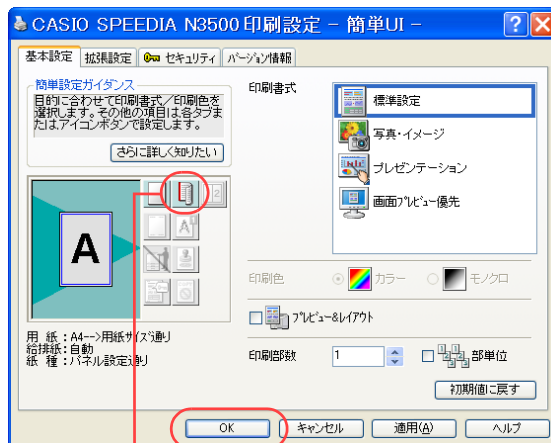 CASIO SPEEDIA N3500 印刷設定 - 簡単UI -
基本設定 拡張設定 セキュリティ バージョン情報
簡単設定ガイダンス
目的に合わせて印刷書式／印刷色を
選択します。その他の項目は各タブま
たはアイコンボタンで設定します。
さらに詳しく知りたい
印刷書式
標準設定
写真・イメージ
プレゼンテーション
画面プレビュー優先
2
A
A
印刷色 カラー モノクロ
プレビュー&レイアウト
用 紙 : A4-->用紙サイズ通り
給排紙 : 自動
紙 種 : パネル設定通り
印刷部数 1 部単位
初期値に戻す
OK キャンセル 適用(A) ヘルプ